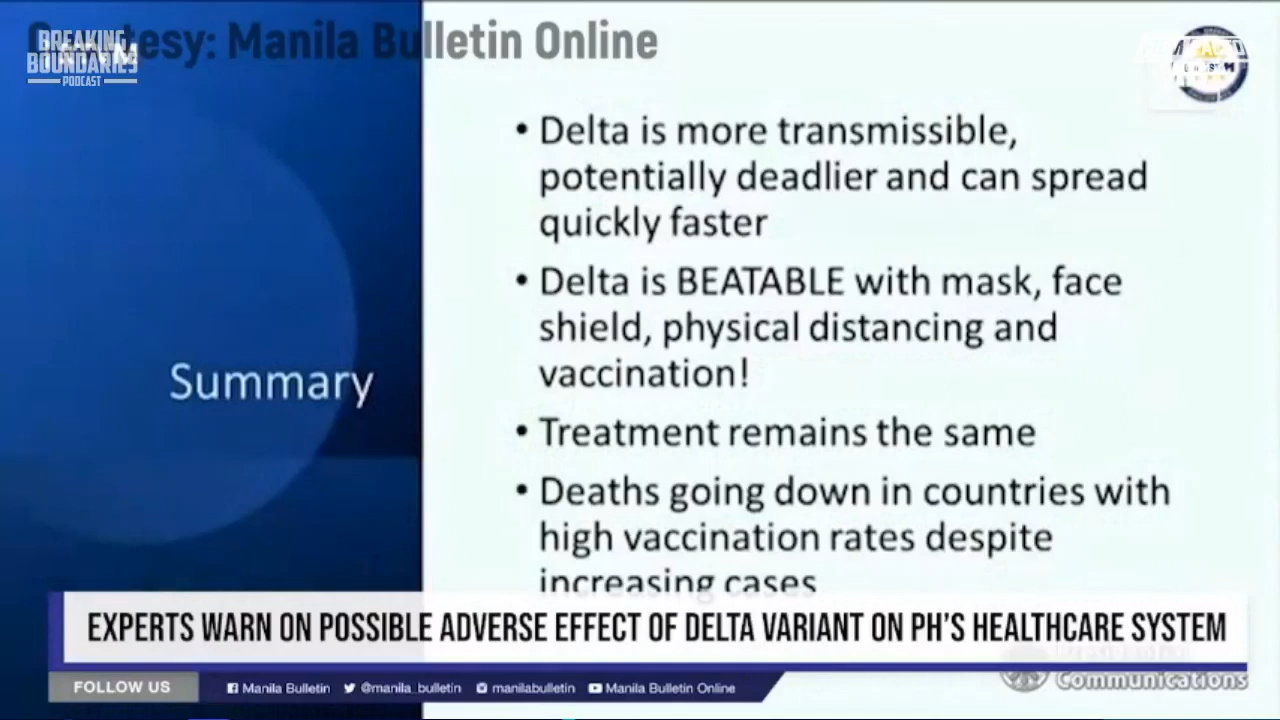 Courtesy: Manila Bulletin Online
BREAKING
BOUNDARIES
PODCAST
• Delta is more transmissible,
potentially deadlier and can spread
quickly faster
• Delta is BEATABLE with mask, face
shield, physical distancing and
vaccination!
Summary
• Treatment remains the same
• Deaths going down in countries with
high vaccination rates despite
increasing cases
EXPERTS WARN ON POSSIBLE ADVERSE EFFECT OF DELTA VARIANT ON PH'S HEALTHCARE SYSTEM
FOLLOW US
Manila Bulletin
@manila_bulletin
manilabulletin
Manila Bulletin Online
Communications